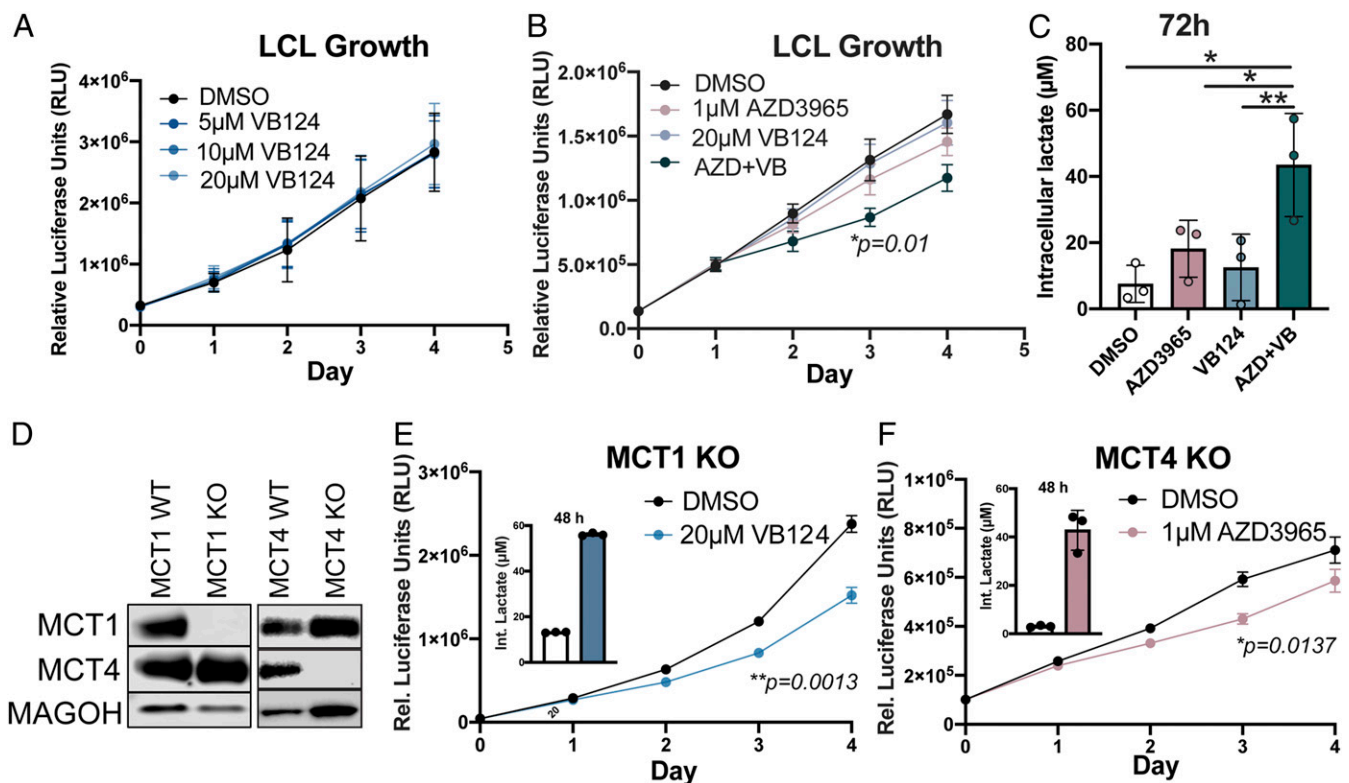 A
LCL Growth
Relative Luciferase Units (RLU)
4×10⁶
3×10⁶
2×10⁶
1×10⁶
0
DMSO
5µM VB124
10µM VB124
20µM VB124
0 1 2 3 4 5
Day
B
LCL Growth
Relative Luciferase Units (RLU)
2.0×10⁶
1.5×10⁶
1.0×10⁶
5.0×10⁵
0.0
DMSO
1µM AZD3965
20µM VB124
AZD+VB
*p=0.01
0 1 2 3 4 5
Day
C
72h
Intracellular lactate (µM)
80
60
40
20
0
*
*
**
DMSO
AZD3965
VB124
AZD+VB
D
MCT1 WT
MCT1 KO
MCT4 WT
MCT4 KO
MCT1
MCT4
MAGOH
E
MCT1 KO
Rel. Luciferase Units (RLU)
3×10⁶
2×10⁶
1×10⁶
0
DMSO
20µM VB124
48 h
Int. Lactate (µM)
60
40
20
0
20
**p=0.0013
0 1 2 3 4
Day
F
MCT4 KO
Rel. Luciferase Units (RLU)
1×10⁶
8×10⁵
6×10⁵
4×10⁵
2×10⁵
0
DMSO
1µM AZD3965
48 h
Int. Lactate (µM)
60
40
20
0
*p=0.0137
0 1 2 3 4
Day